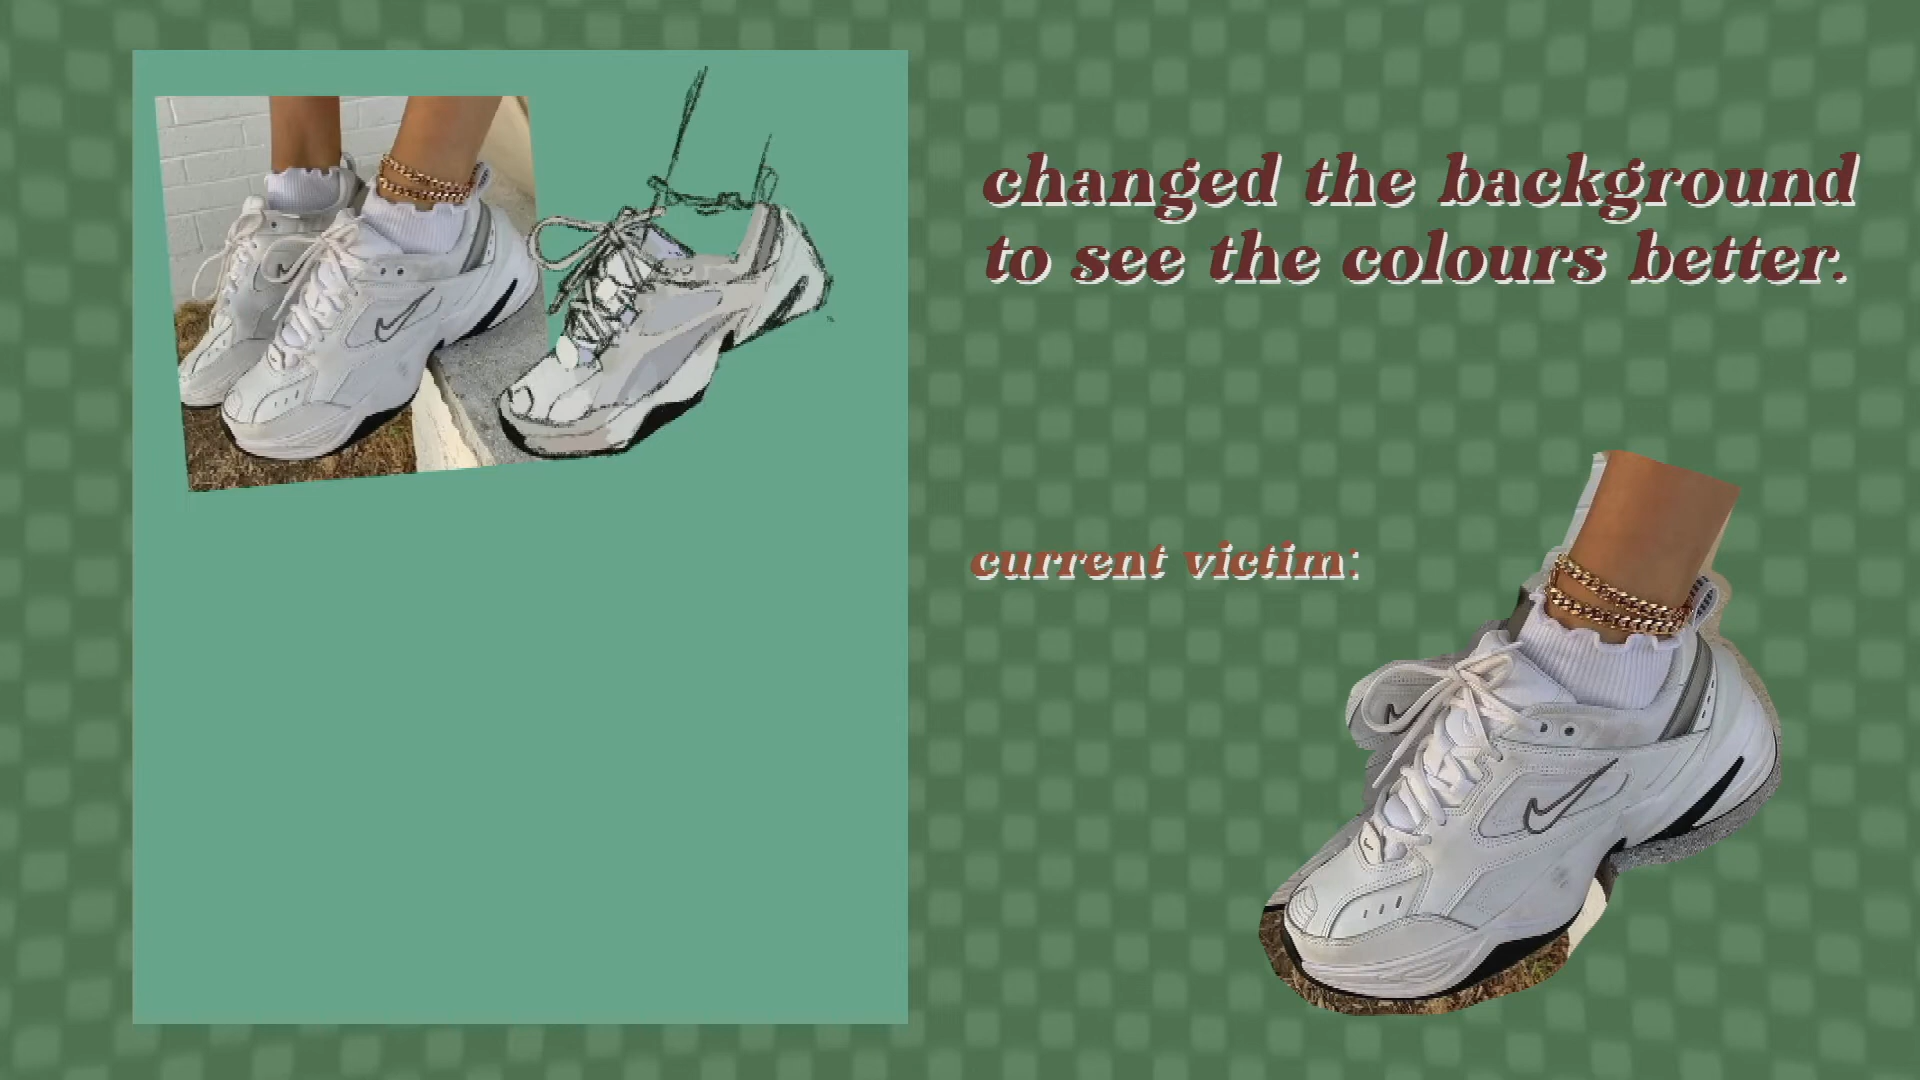 changed the background
to see the colours better.
current victim: